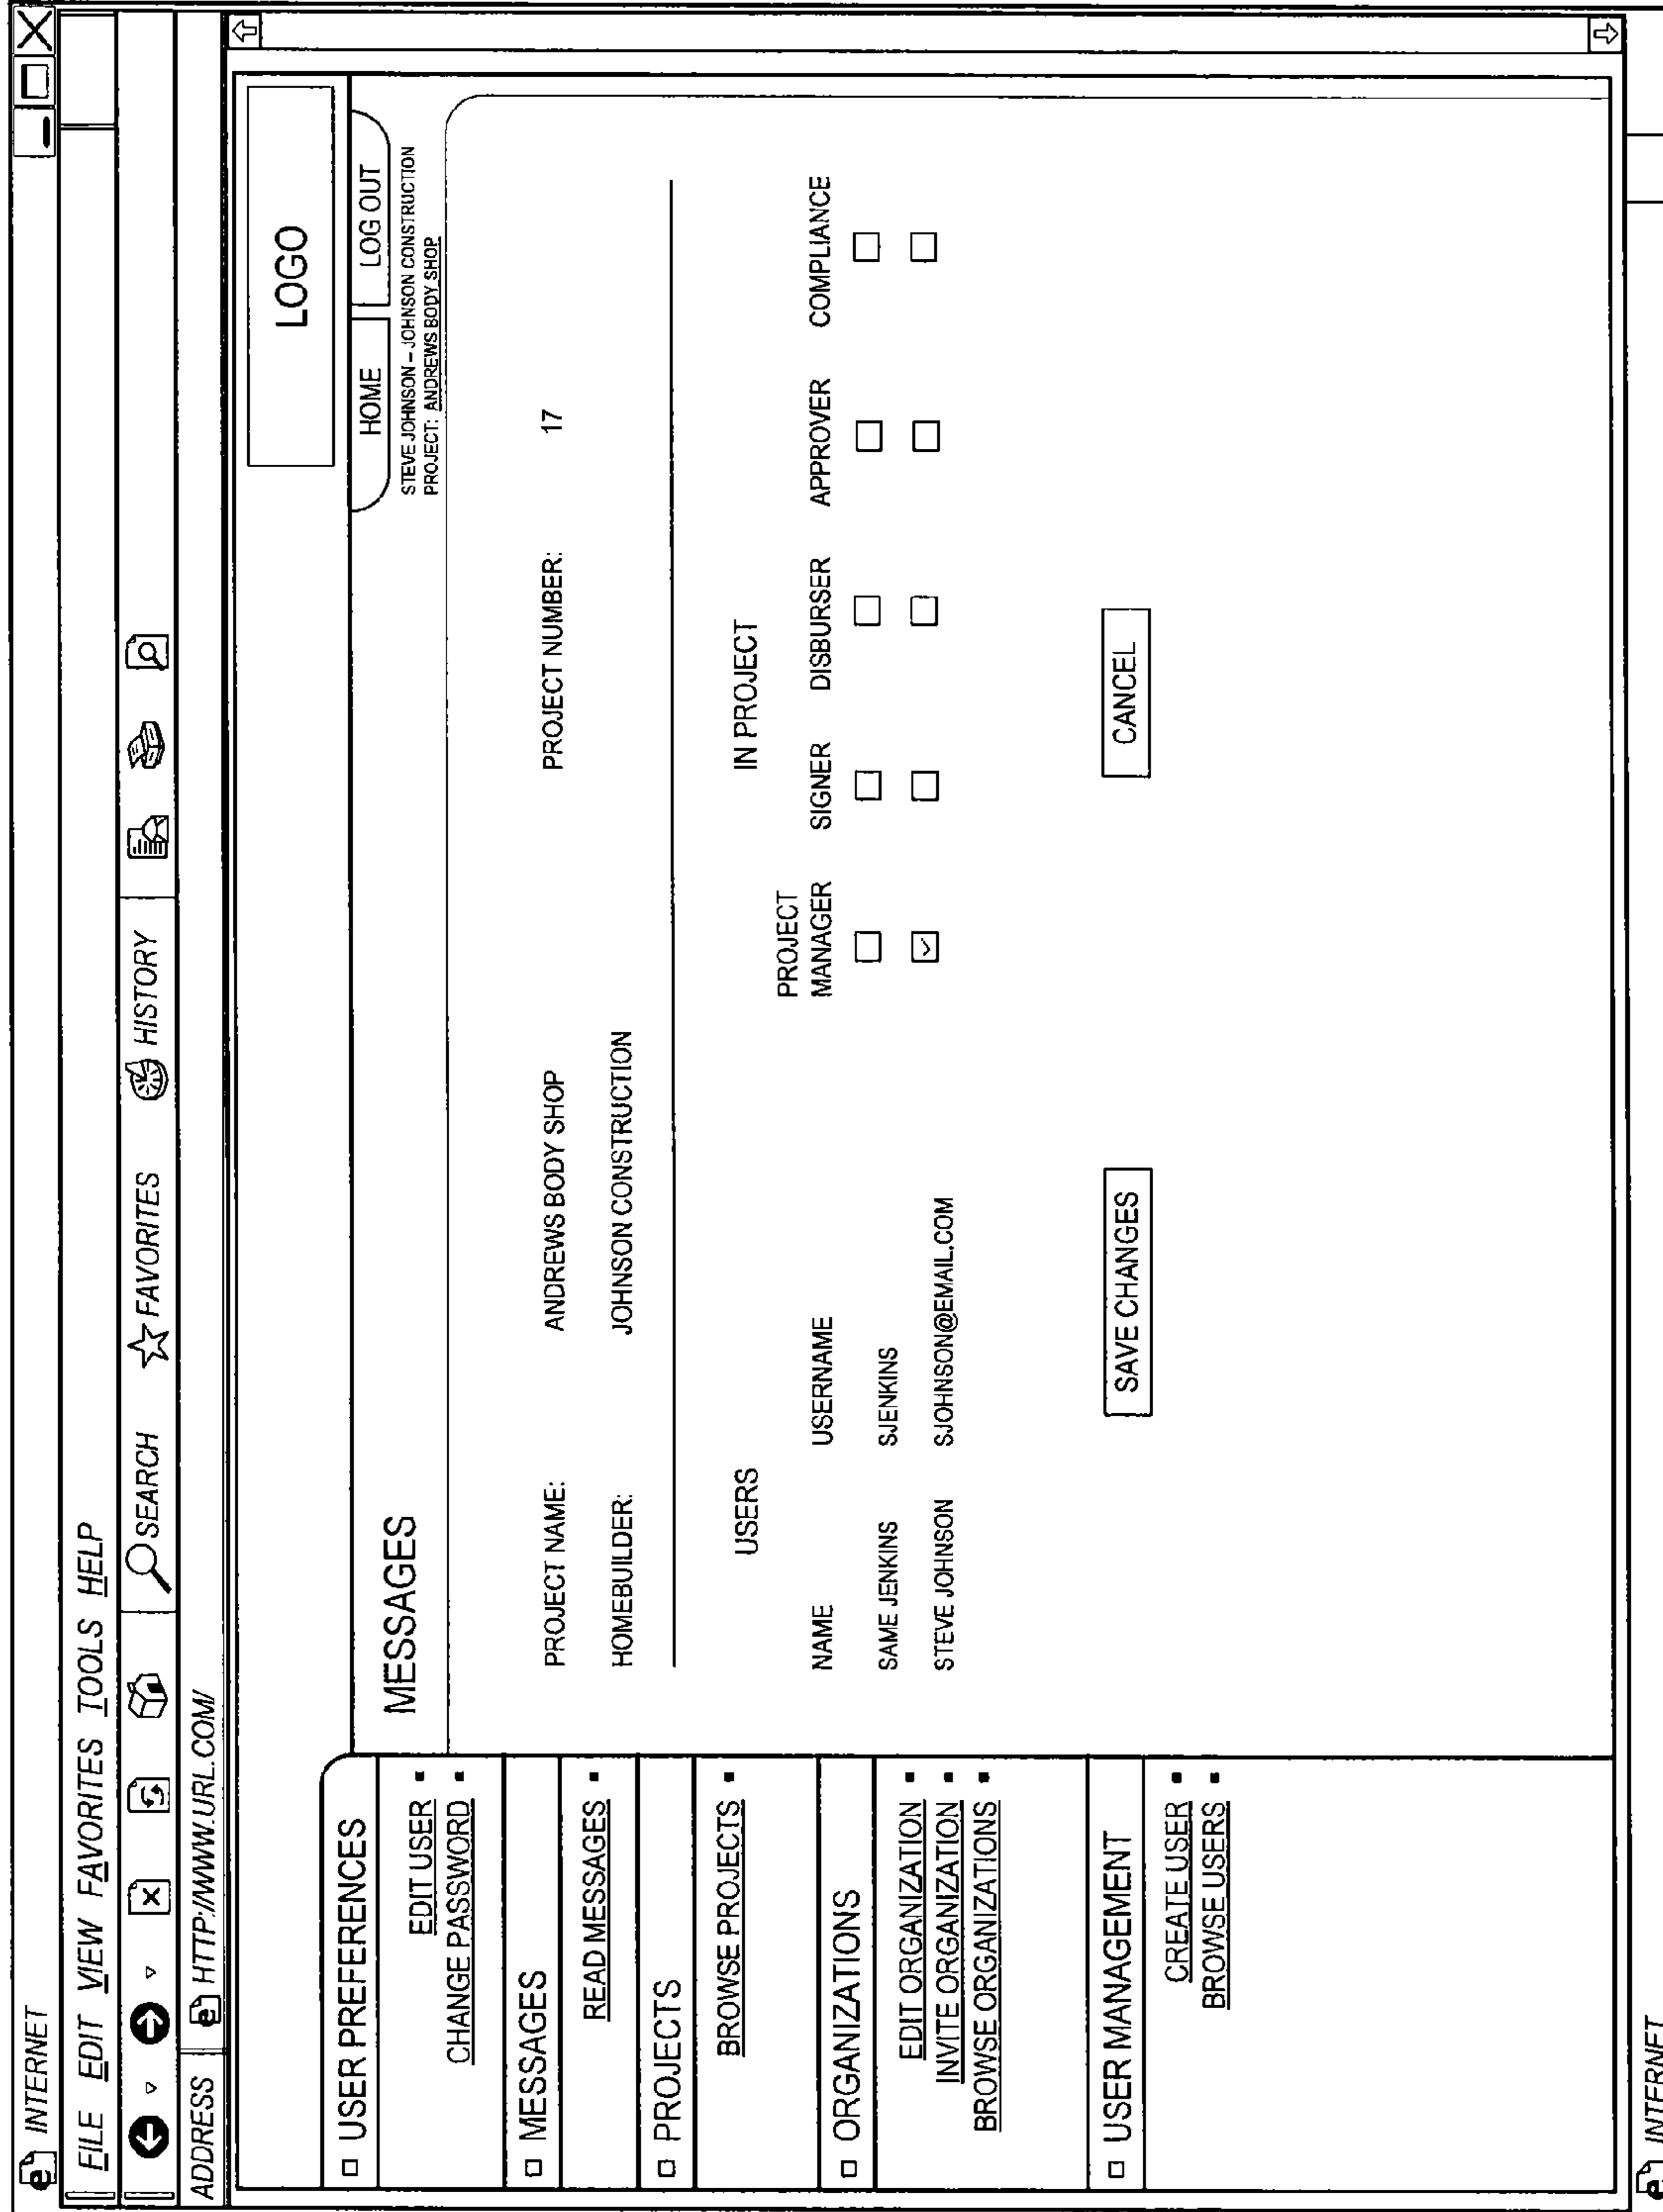 INTERNET
FILE EDIT VIEW FAVORITES TOOLS HELP
SEARCH FAVORITES HISTORY
ADDRESS HTTP://WWW.URL.COM/
LOGO
HOME LOG OUT
STEVE JOHNSON – JOHNSON CONSTRUCTION
PROJECT: ANDREWS BODY SHOP
USER PREFERENCES
EDIT USER
CHANGE PASSWORD
MESSAGES
READ MESSAGES
PROJECTS
BROWSE PROJECTS
ORGANIZATIONS
EDIT ORGANIZATION
INVITE ORGANIZATION
BROWSE ORGANIZATIONS
USER MANAGEMENT
CREATE USER
BROWSE USERS
MESSAGES
PROJECT NAME: ANDREWS BODY SHOP PROJECT NUMBER: 17
HOMEBUILDER: JOHNSON CONSTRUCTION
USERS IN PROJECT
PROJECT
NAME USERNAME MANAGER SIGNER DISBURSER APPROVER COMPLIANCE
SAME JENKINS SJENKINS
STEVE JOHNSON SJOHNSON@EMAIL.COM
SAVE CHANGES CANCEL
INTERNET